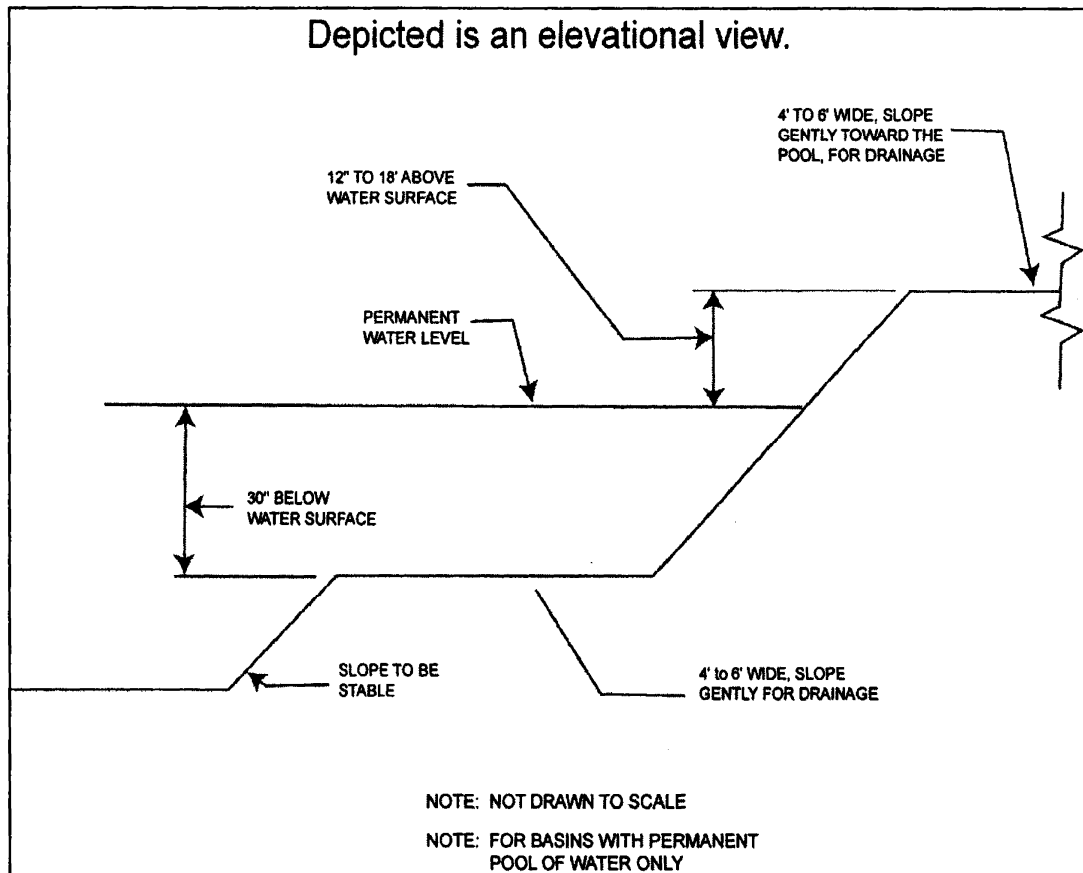 Depicted is an elevational view.
4' TO 6' WIDE, SLOPE
GENTLY TOWARD THE
POOL, FOR DRAINAGE
12" TO 18' ABOVE
WATER SURFACE
PERMANENT
WATER LEVEL
30" BELOW
WATER SURFACE
SLOPE TO BE
STABLE
4' to 6' WIDE, SLOPE
GENTLY FOR DRAINAGE
NOTE: NOT DRAWN TO SCALE
NOTE: FOR BASINS WITH PERMANENT
POOL OF WATER ONLY